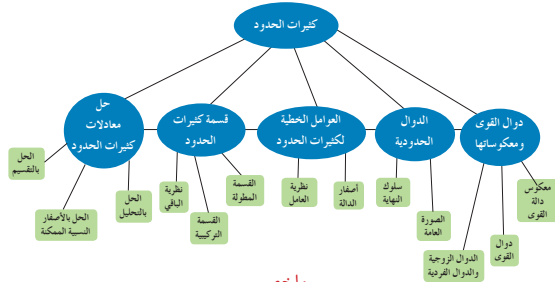 كثيرات الحدود
دوال القوى
ومعكوساتها
الدوال
الحدودية
العوامل الخطية
لكثيرات الحدود
قسمة كثيرات
الحدود
حل
معادلات
كثيرات الحدود
معكوس
دالة
القوى
دوال
القوى
الدوال الزوجية
والدوال الفردية
الصورة
العامة
سلوك
النهاية
أصفار
الدالة
نظرية
العامل
القسمة
المطولة
القسمة
التركيبية
نظرية
الباقي
الحل
بالتحليل
الحل بالأصفار
النسبية الممكنة
الحل
بالتقسيم